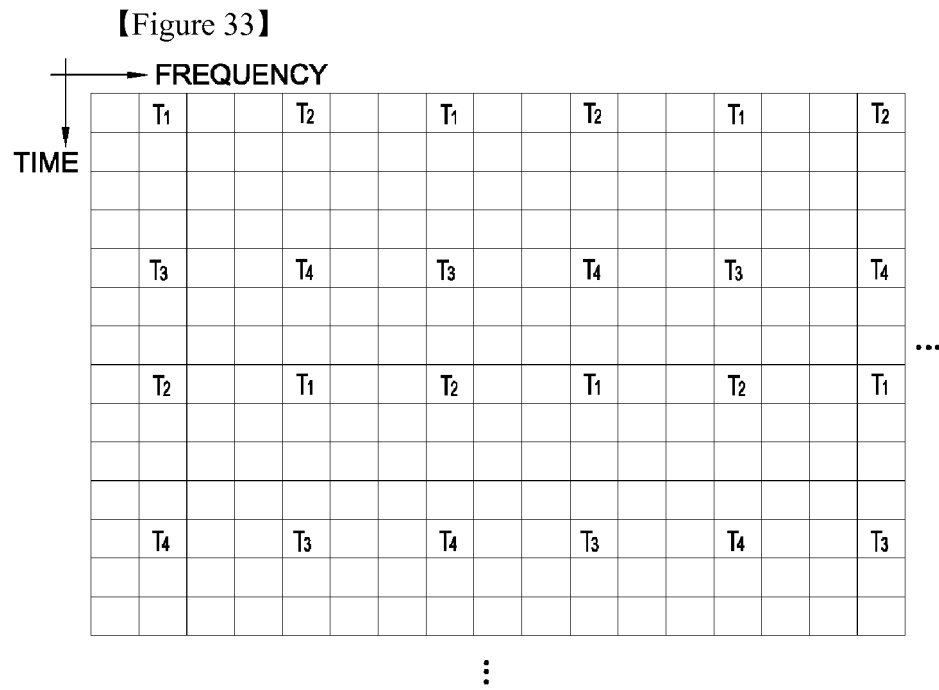 【Figure 33】
FREQUENCY
TIME
T1 T2 T1 T2 T1 T2
T3 T4 T3 T4 T3 T4
...
T2 T1 T2 T1 T2 T1
T4 T3 T4 T3 T4 T3
⋮